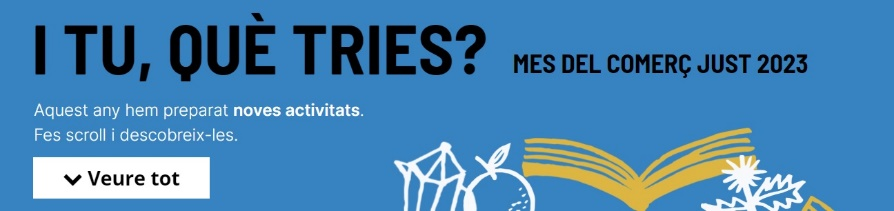 I TU, QUÈ TRIES?
MES DEL COMERÇ JUST 2023
Aquest any hem preparat noves activitats.
Fes scroll i descobreix-les.
Veure tot